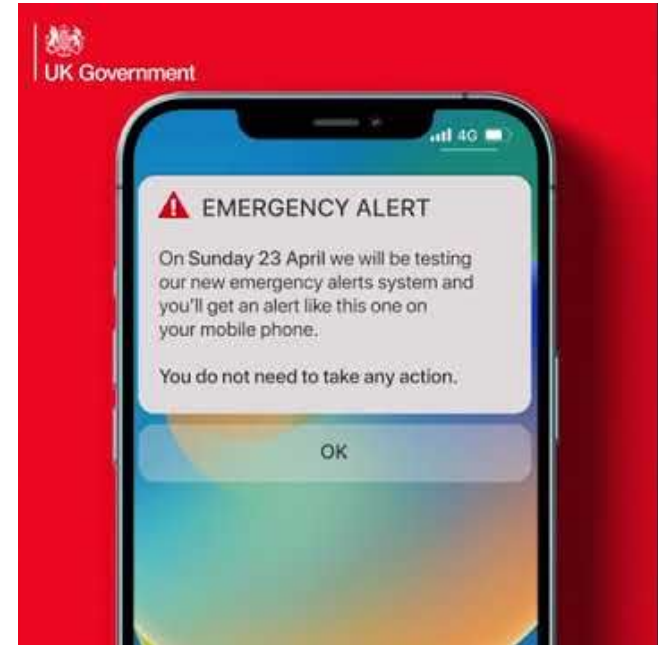 UK Government
4G
EMERGENCY ALERT
On Sunday 23 April we will be testing
our new emergency alerts system and
you'll get an alert like this one on
your mobile phone.
You do not need to take any action.
OK